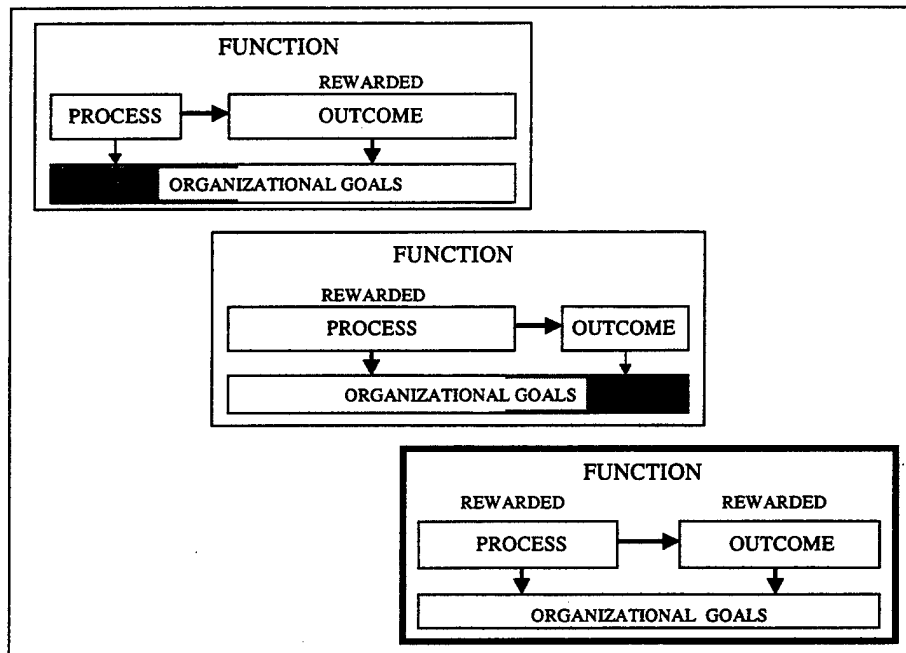 FUNCTION
REWARDED
PROCESS
OUTCOME
ORGANIZATIONAL GOALS
FUNCTION
REWARDED
PROCESS
OUTCOME
ORGANIZATIONAL GOALS
FUNCTION
REWARDED
REWARDED
PROCESS
OUTCOME
ORGANIZATIONAL GOALS